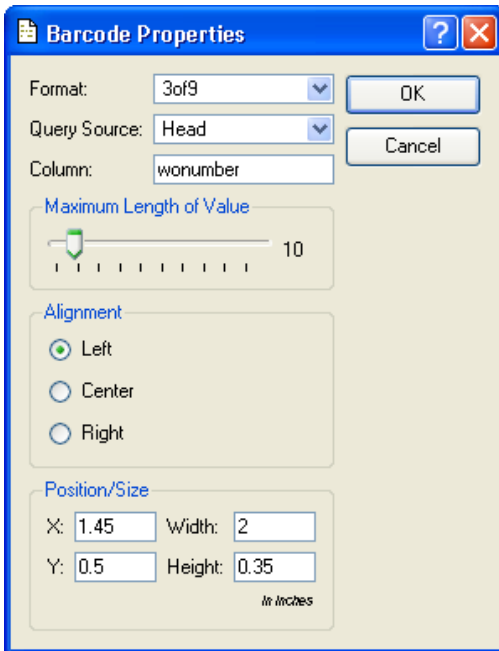 Barcode Properties
Format: 3of9 OK
Query Source: Head Cancel
Column: wonumber
Maximum Length of Value
10
Alignment
Left
Center
Right
Position/Size
X: 1.45 Width: 2
Y: 0.5 Height: 0.35
In Inches